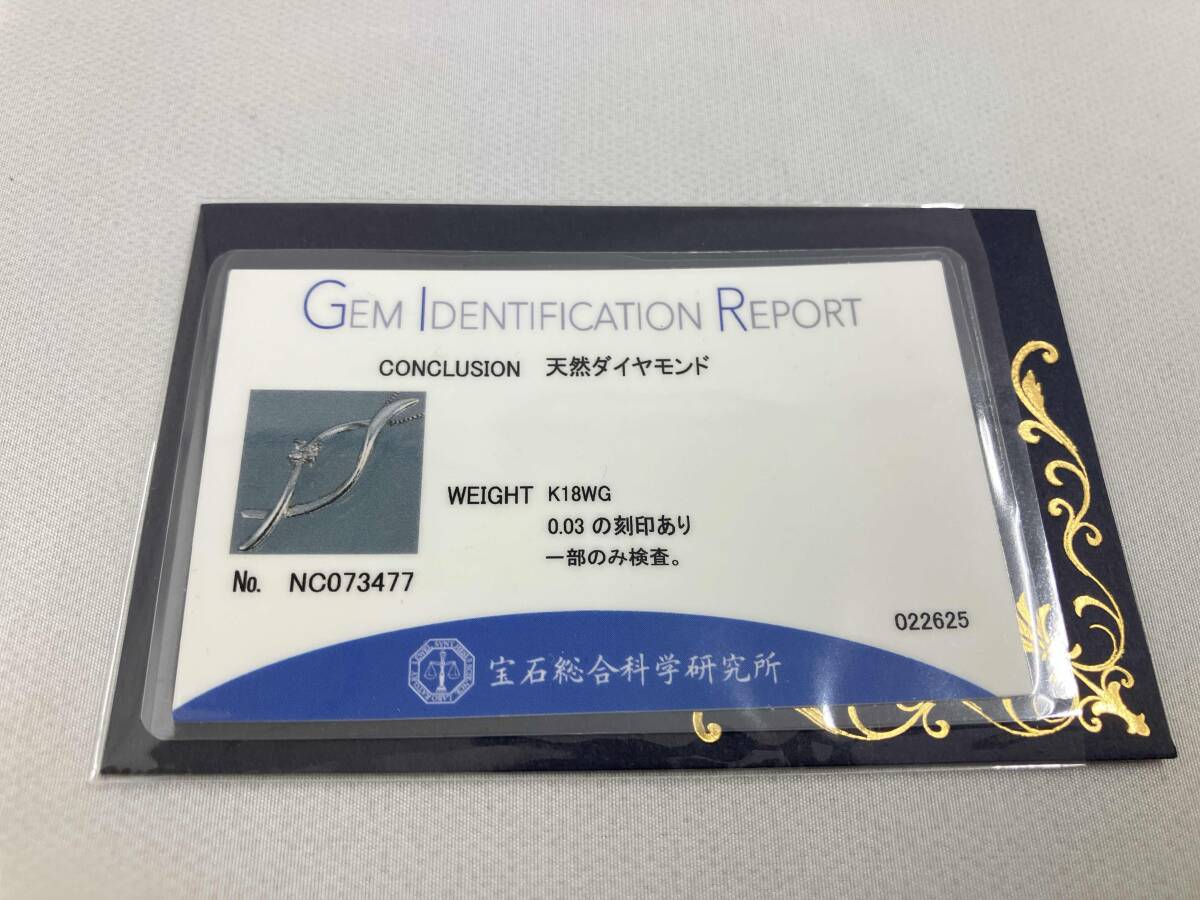 GEM IDENTIFICATION REPORT
CONCLUSION 天然ダイヤモンド
WEIGHT K18WG
0.03 の刻印あり
一部のみ検査。
No. NC073477
022625
宝石総合科学研究所